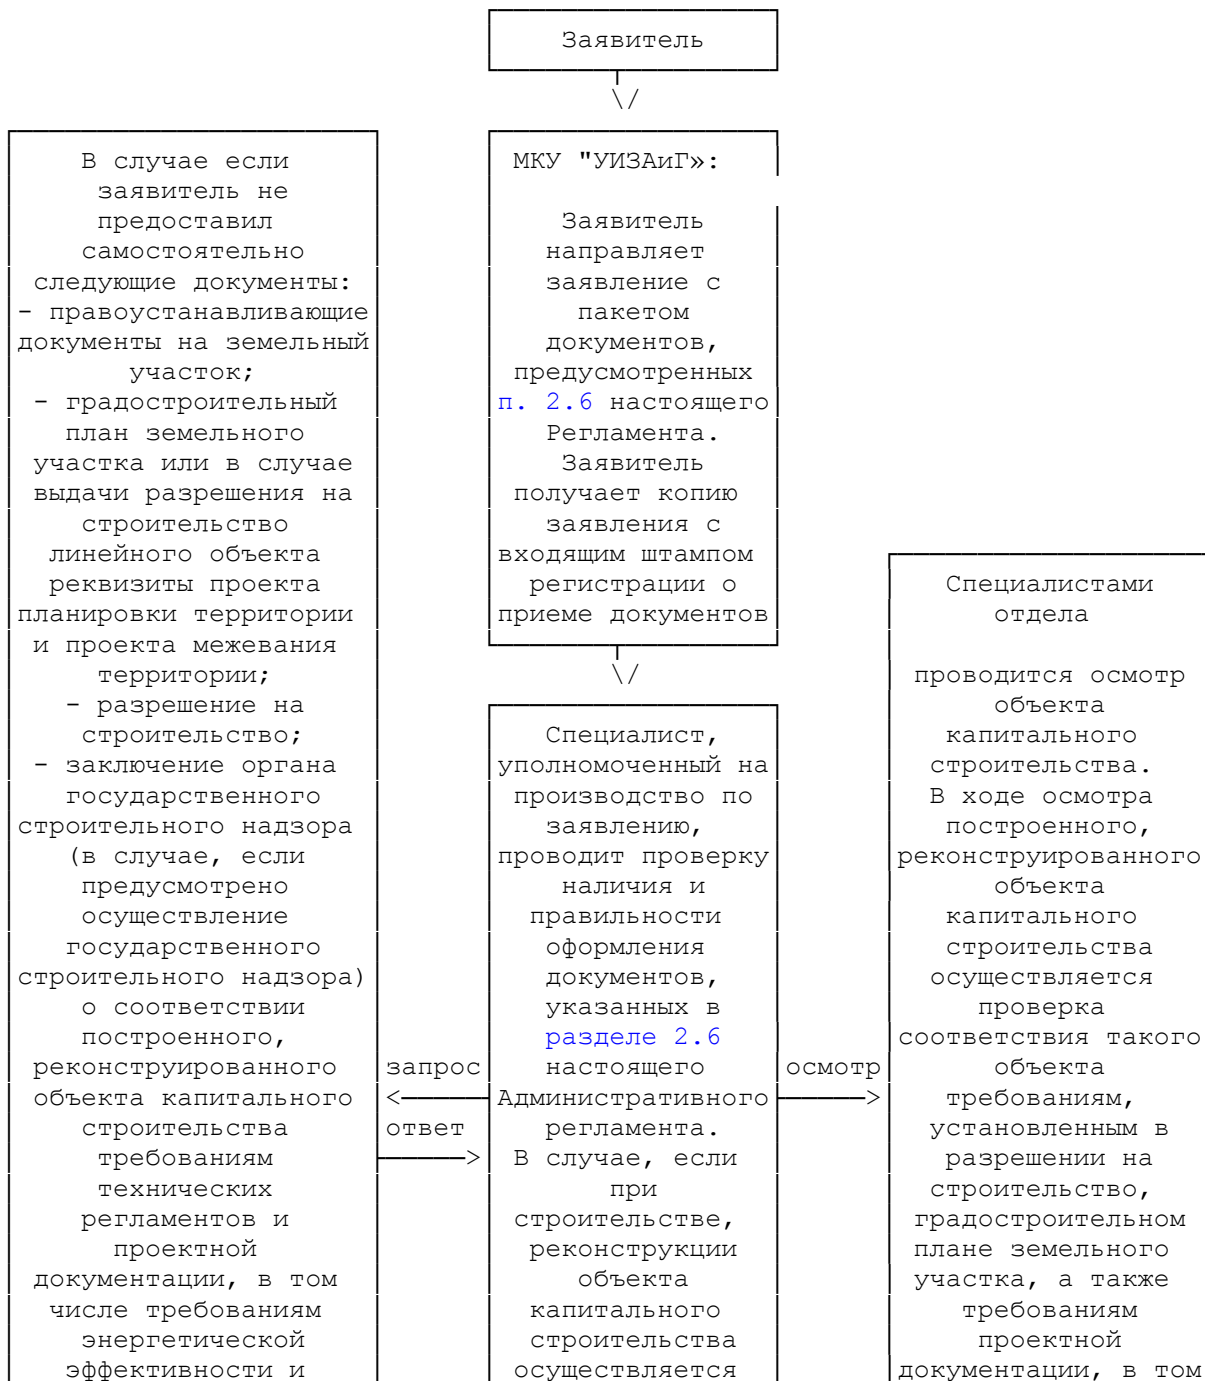 Заявитель
\/
МКУ "УИЗАиГ»:
Заявитель
направляет
заявление с
пакетом
документов,
предусмотренных
п. 2.6 настоящего
Регламента.
Заявитель
получает копию
заявления с
входящим штампом
регистрации о
приеме документов
\/
В случае если
заявитель не
предоставил
самостоятельно
следующие документы:
- правоустанавливающие
документы на земельный
участок;
- градостроительный
план земельного
участка или в случае
выдачи разрешения на
строительство
линейного объекта
реквизиты проекта
планировки территории
и проекта межевания
территории;
- разрешение на
строительство;
- заключение органа
государственного
строительного надзора
(в случае, если
предусмотрено
осуществление
государственного
строительного надзора)
о соответствии
построенного,
реконструированного
объекта капитального
строительства
требованиям
технических
регламентов и
проектной
документации, в том
числе требованиям
энергетической
эффективности и
запрос
<
ответ
>
Специалист,
уполномоченный на
производство по
заявлению,
проводит проверку
наличия и
правильности
оформления
документов,
указанных в
разделе 2.6
настоящего
Административного
регламента.
В случае, если
при
строительстве,
реконструкции
объекта
капитального
строительства
осуществляется
осмотр
>
Специалистами
отдела
проводится осмотр
объекта
капитального
строительства.
В ходе осмотра
построенного,
реконструированного
объекта
капитального
строительства
осуществляется
проверка
соответствия такого
объекта
требованиям,
установленным в
разрешении на
строительство,
градостроительном
плане земельного
участка, а также
требованиям
проектной
документации, в том